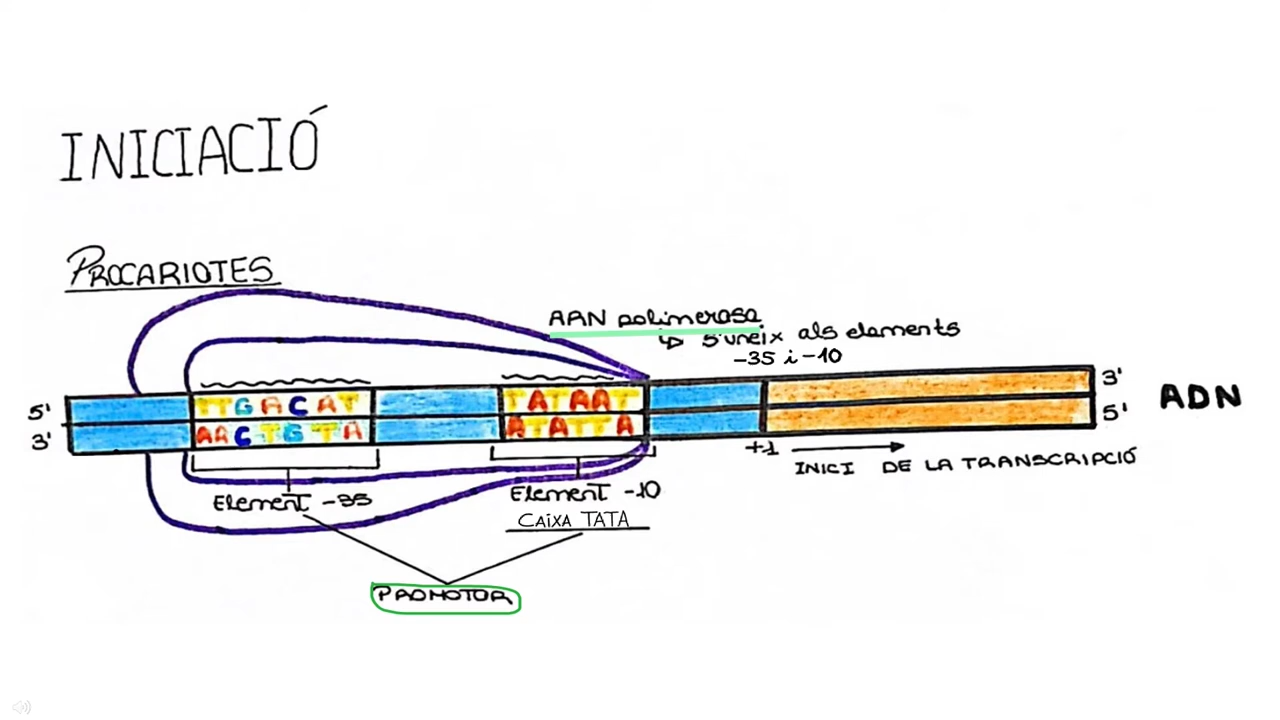 INICIACIÓ
PROCARIOTES
ARN polimerasa
↳ s'uneix als elements
-35 i -10
5' TTGACAT TATAAT 3'
3' AACTGTA ATATTA 5'
ADN
+1 → INICI DE LA TRANSCRIPCIÓ
Element -35
Element -10
CAIXA TATA
PROMOTOR